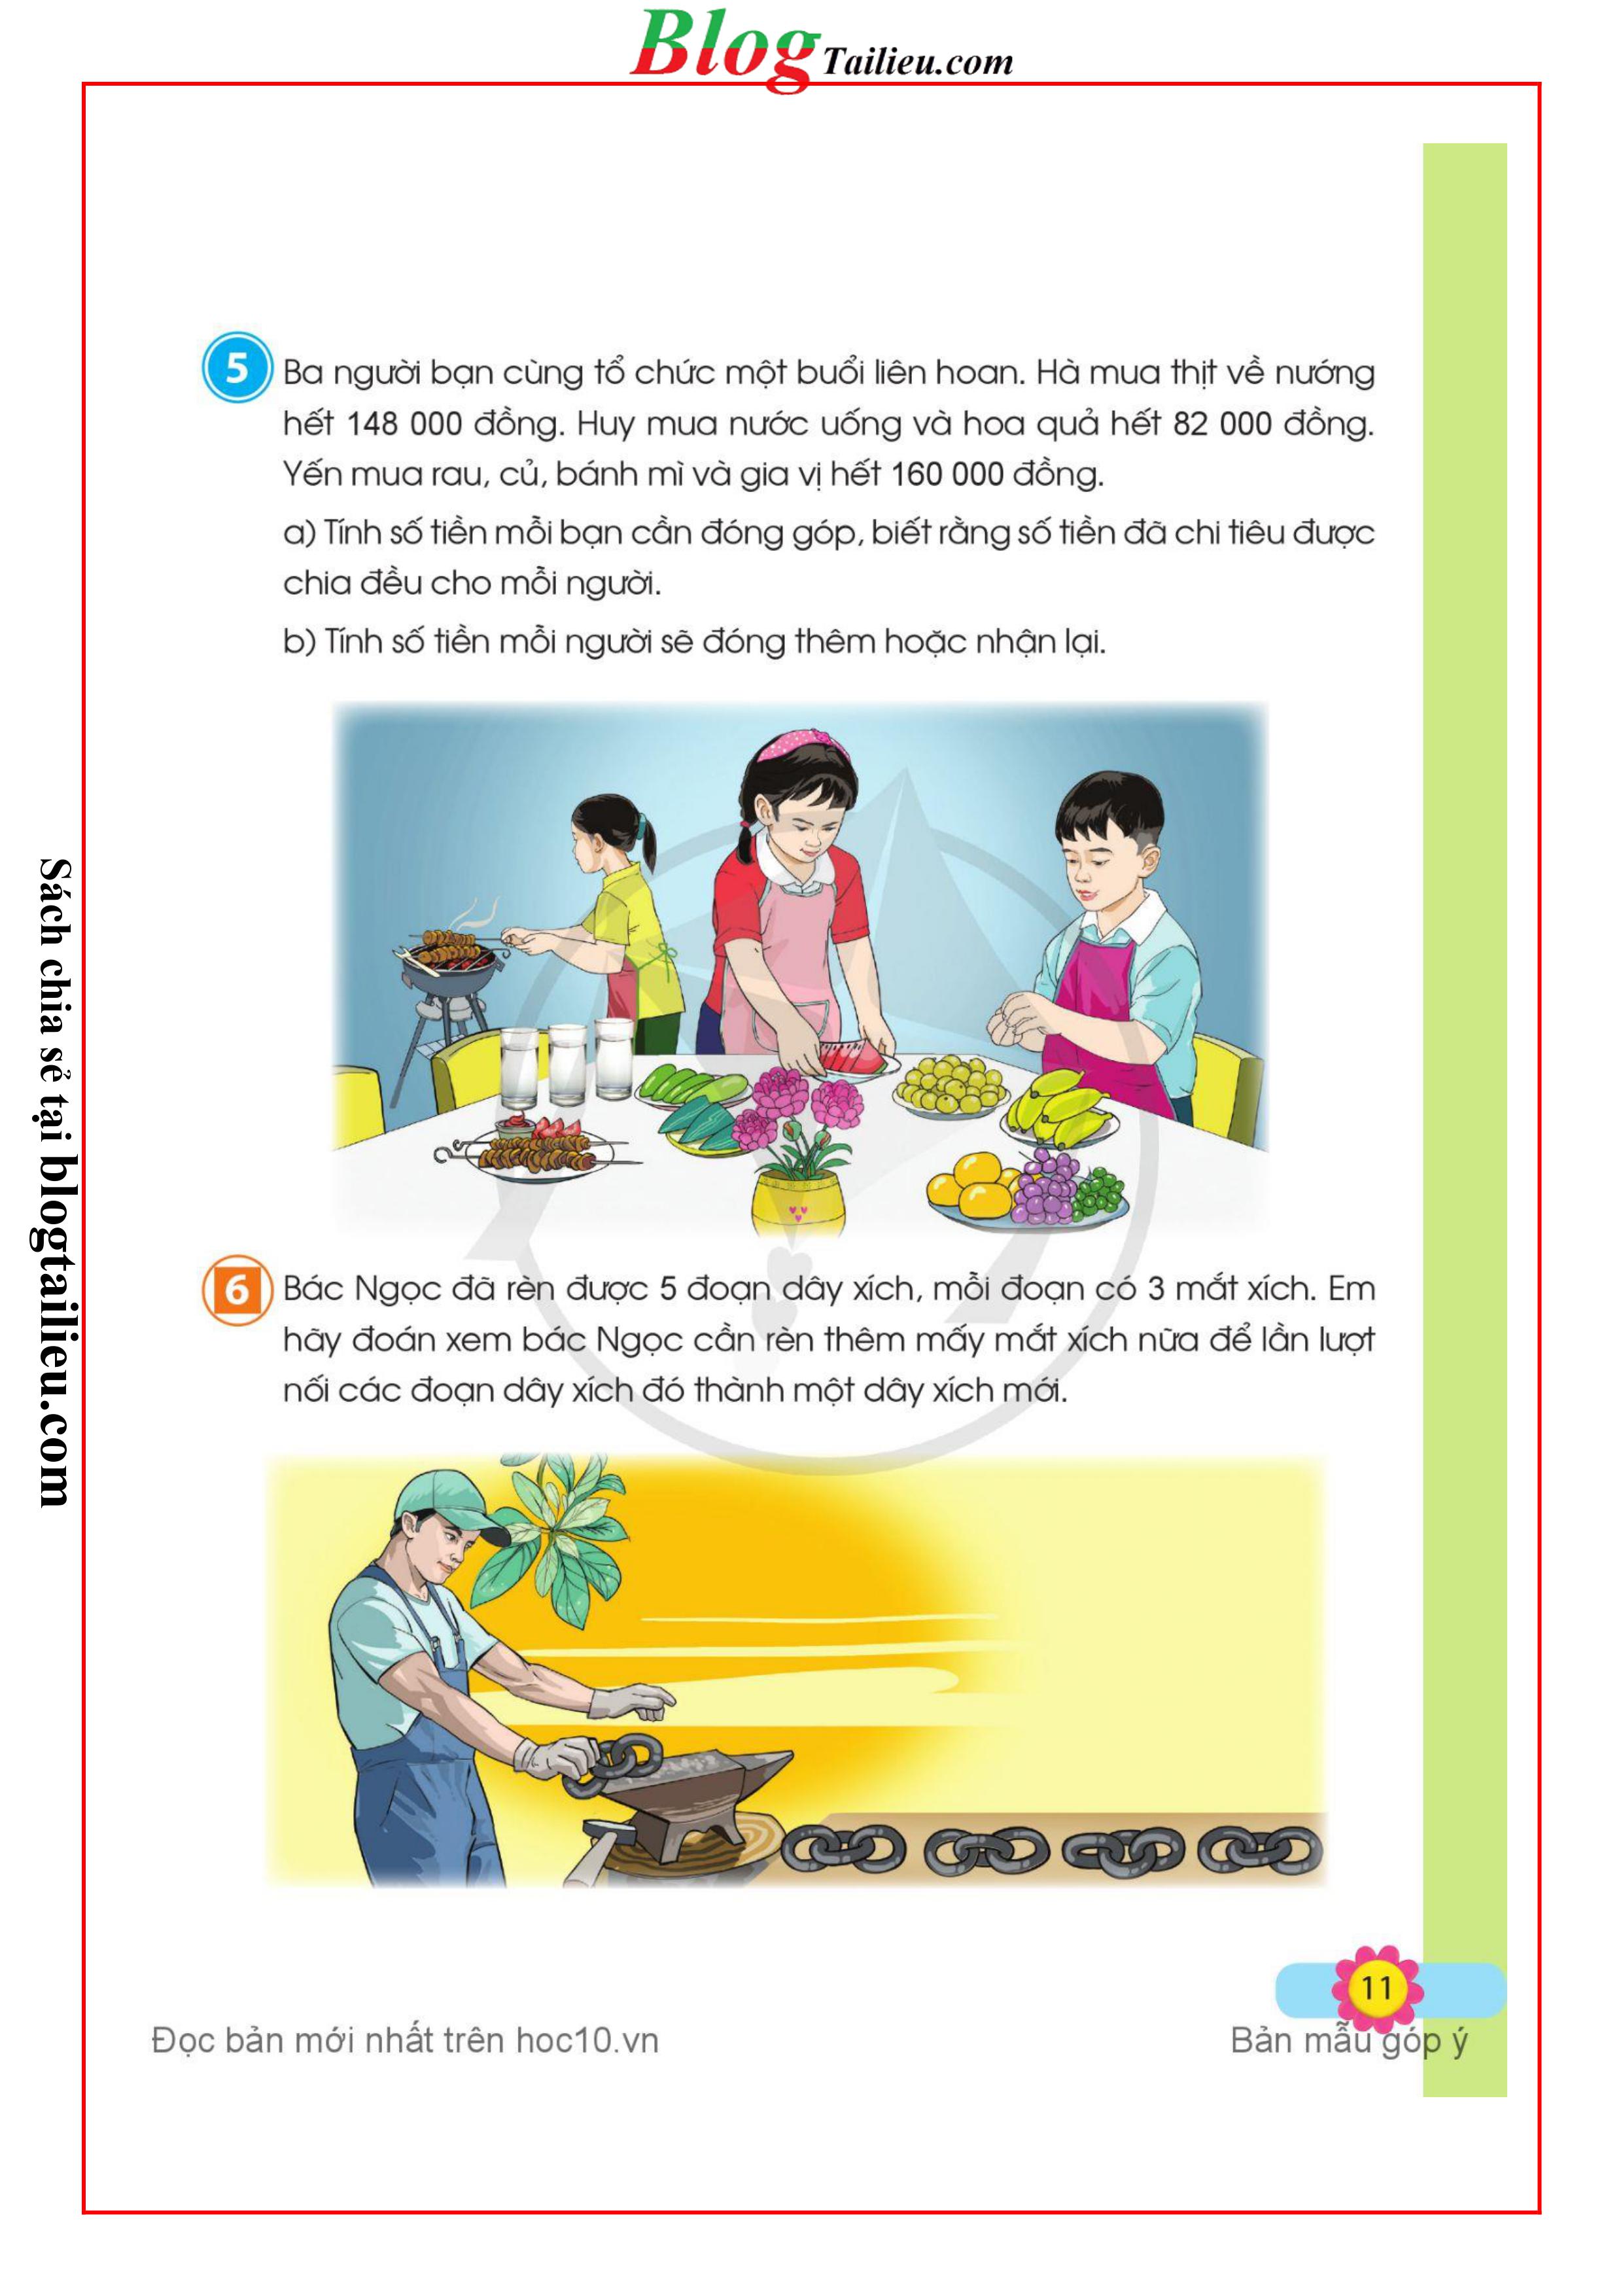 Blog Tailieu.com
5 Ba người bạn cùng tổ chức một buổi liên hoan. Hà mua thịt về nướng
hết 148 000 đồng. Huy mua nước uống và hoa quả hết 82 000 đồng.
Yến mua rau, củ, bánh mì và gia vị hết 160 000 đồng.
a) Tính số tiền mỗi bạn cần đóng góp, biết rằng số tiền đã chi tiêu được
chia đều cho mỗi người.
b) Tính số tiền mỗi người sẽ đóng thêm hoặc nhận lại.
Sách chia sẻ tại blogtailieu.com
6 Bác Ngọc đã rèn được 5 đoạn dây xích, mỗi đoạn có 3 mắt xích. Em
hãy đoán xem bác Ngọc cần rèn thêm mấy mắt xích nữa để lần lượt
nối các đoạn dây xích đó thành một dây xích mới.
11
Đọc bản mới nhất trên hoc10.vn
Bản mẫu góp ý